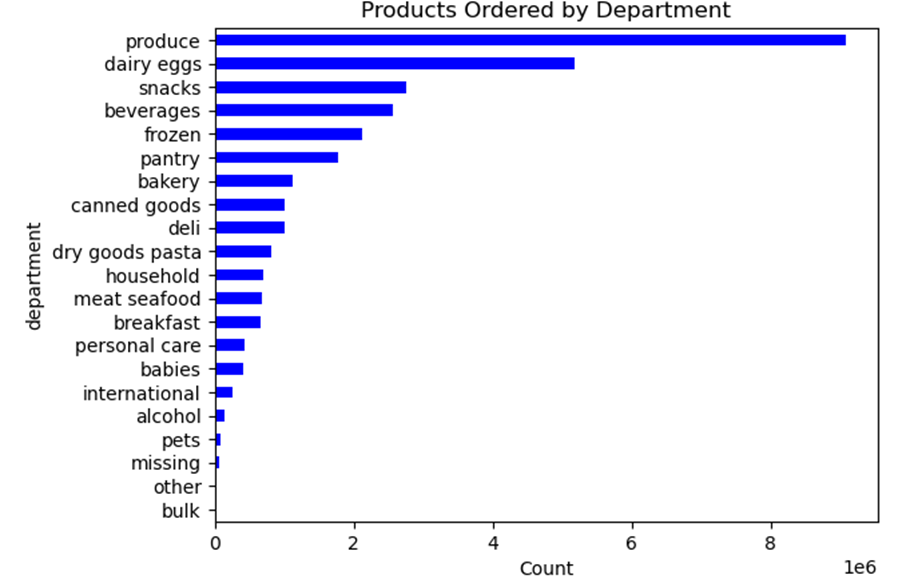 Products Ordered by Department
produce
dairy eggs
snacks
beverages
frozen
pantry
bakery
canned goods
deli
dry goods pasta
household
meat seafood
breakfast
personal care
babies
international
alcohol
pets
missing
other
bulk
department
0 2 4 6 8
Count
1e6